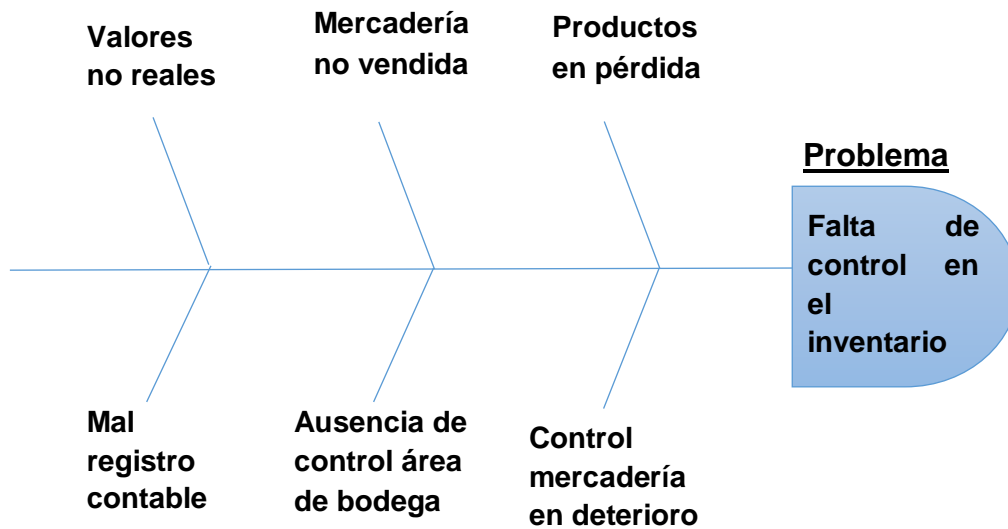 Valores
no reales
Mercadería
no vendida
Productos
en pérdida
Problema
Falta de
control en
el
inventario
Mal
registro
contable
Ausencia de
control área
de bodega
Control
mercadería
en deterioro